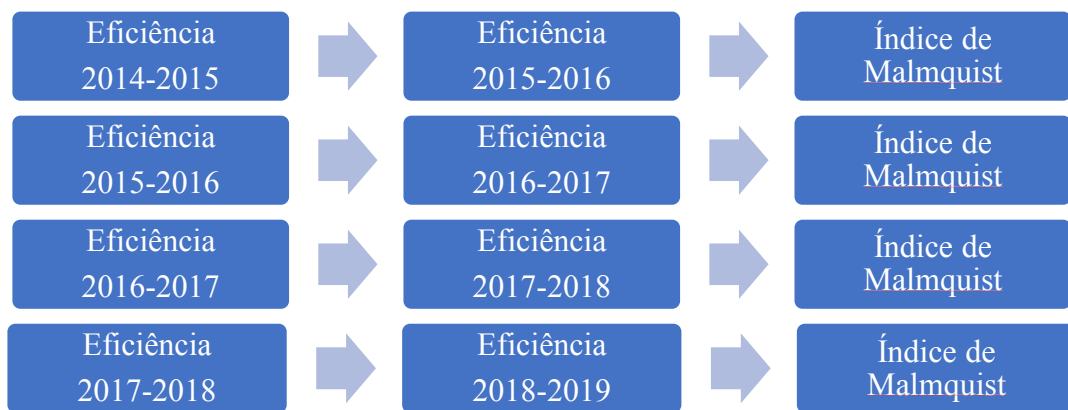 Eficiência
2014-2015
Eficiência
2015-2016
Índice de
Malmquist
Eficiência
2015-2016
Eficiência
2016-2017
Índice de
Malmquist
Eficiência
2016-2017
Eficiência
2017-2018
Índice de
Malmquist
Eficiência
2017-2018
Eficiência
2018-2019
Índice de
Malmquist